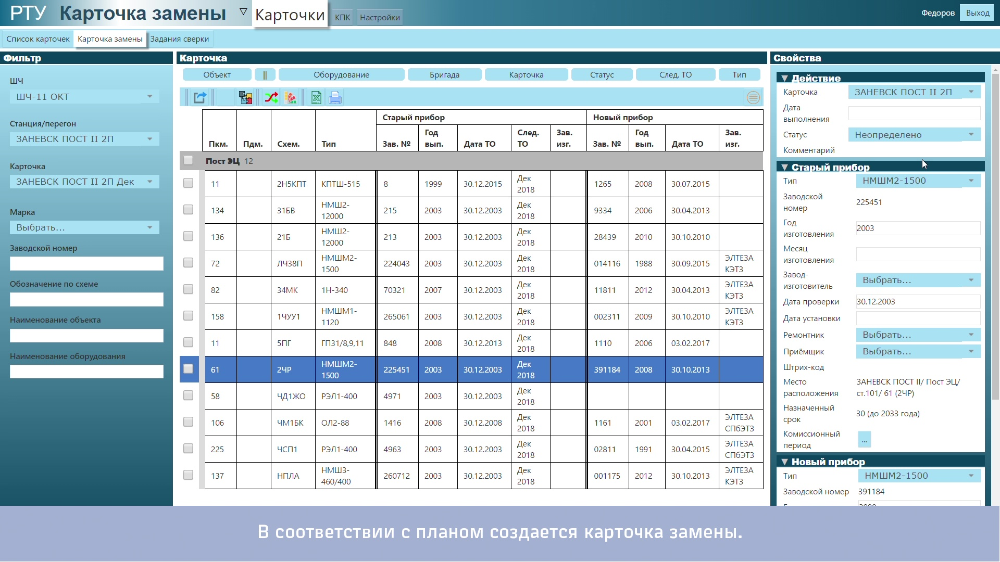 РТУ Карточка замены ▽ Карточки КПК Настройки Федоров Выход
Список карточек Карточка замены Задания сверки
Фильтр
ШЧ
ШЧ-11 ОКТ
Станция/перегон
ЗАНЕВСК ПОСТ II 2П
Карточка
ЗАНЕВСК ПОСТ II 2П Дек
Марка
Выбрать...
Заводской номер
Обозначение по схеме
Наименование объекта
Наименование оборудования
Карточка
Объект || Оборудование Бригада Карточка Статус След. ТО Тип
Старый прибор Новый прибор
Пкм. Пдм. Схем. Тип Зав. № Год вып. Дата ТО След. ТО Зав. изг. Зав. № Год вып. Дата ТО Зав. изг.
Пост ЭЦ 12
11 2Н5КПТ КПТШ-515 8 1999 30.12.2015 Дек 2018 1265 2008 30.07.2015
134 31БВ НМШ2-12000 215 2003 30.12.2003 Дек 2018 9334 2006 30.04.2013
136 21Б НМШ2-12000 213 2003 30.12.2003 Дек 2018 28439 2010 30.10.2010
72 ЛЧ38П НМШМ2-1500 224043 2003 30.12.2003 Дек 2018 014116 1988 30.09.2015 ЭЛТЕЗА КЭТЗ
82 34МК 1Н-340 70321 2007 30.12.2003 Дек 2018 11811 2012 30.04.2013 ЭЛТЕЗА КЭТЗ
158 1ЧУУ1 НМШМ1-1120 265061 2003 30.12.2003 Дек 2018 002311 2009 30.10.2010 ЭЛТЕЗА КЭТЗ
11 5ПГ ГП31/8,9,11 848 2008 30.12.2013 Дек 2018 1110 2006 03.02.2017
61 2ЧР НМШМ2-1500 225451 2003 30.12.2003 Дек 2018 391184 2008 30.10.2013
58 ЧД1ЖО РЭЛ1-400 4971 2003 30.12.2003 Дек 2018
106 ЧМ1БК ОЛ2-88 1416 2008 30.12.2008 Дек 2018 1161 2001 03.02.2017 ЭЛТЕЗА СПбЭТЗ
225 ЧСП1 РЭЛ1-400 4963 2003 30.12.2003 Дек 2018 02811 1991 30.04.2015 ЭЛТЕЗА СПбЭТЗ
137 НПЛА НМШ3-460/400 260712 2003 30.12.2003 Дек 2018 001175 2012 30.10.2013 ЭЛТЕЗА КЭТЗ
Свойства
▼ Действие
Карточка ЗАНЕВСК ПОСТ II 2П
Дата выполнения
Статус Неопределено
Комментарий
▼ Старый прибор
Тип НМШМ2-1500
Заводской номер 225451
Год изготовления 2003
Месяц изготовления
Завод-изготовитель Выбрать...
Дата проверки 30.12.2003
Дата установки
Ремонтник Выбрать...
Приёмщик Выбрать...
Штрих-код
Место расположения ЗАНЕВСК ПОСТ II/ Пост ЭЦ/ ст.101/ 61 (2ЧР)
Назначенный срок 30 (до 2033 года)
Комиссионный период ...
▼ Новый прибор
Тип НМШМ2-1500
Заводской номер 391184
В соответствии с планом создается карточка замены.